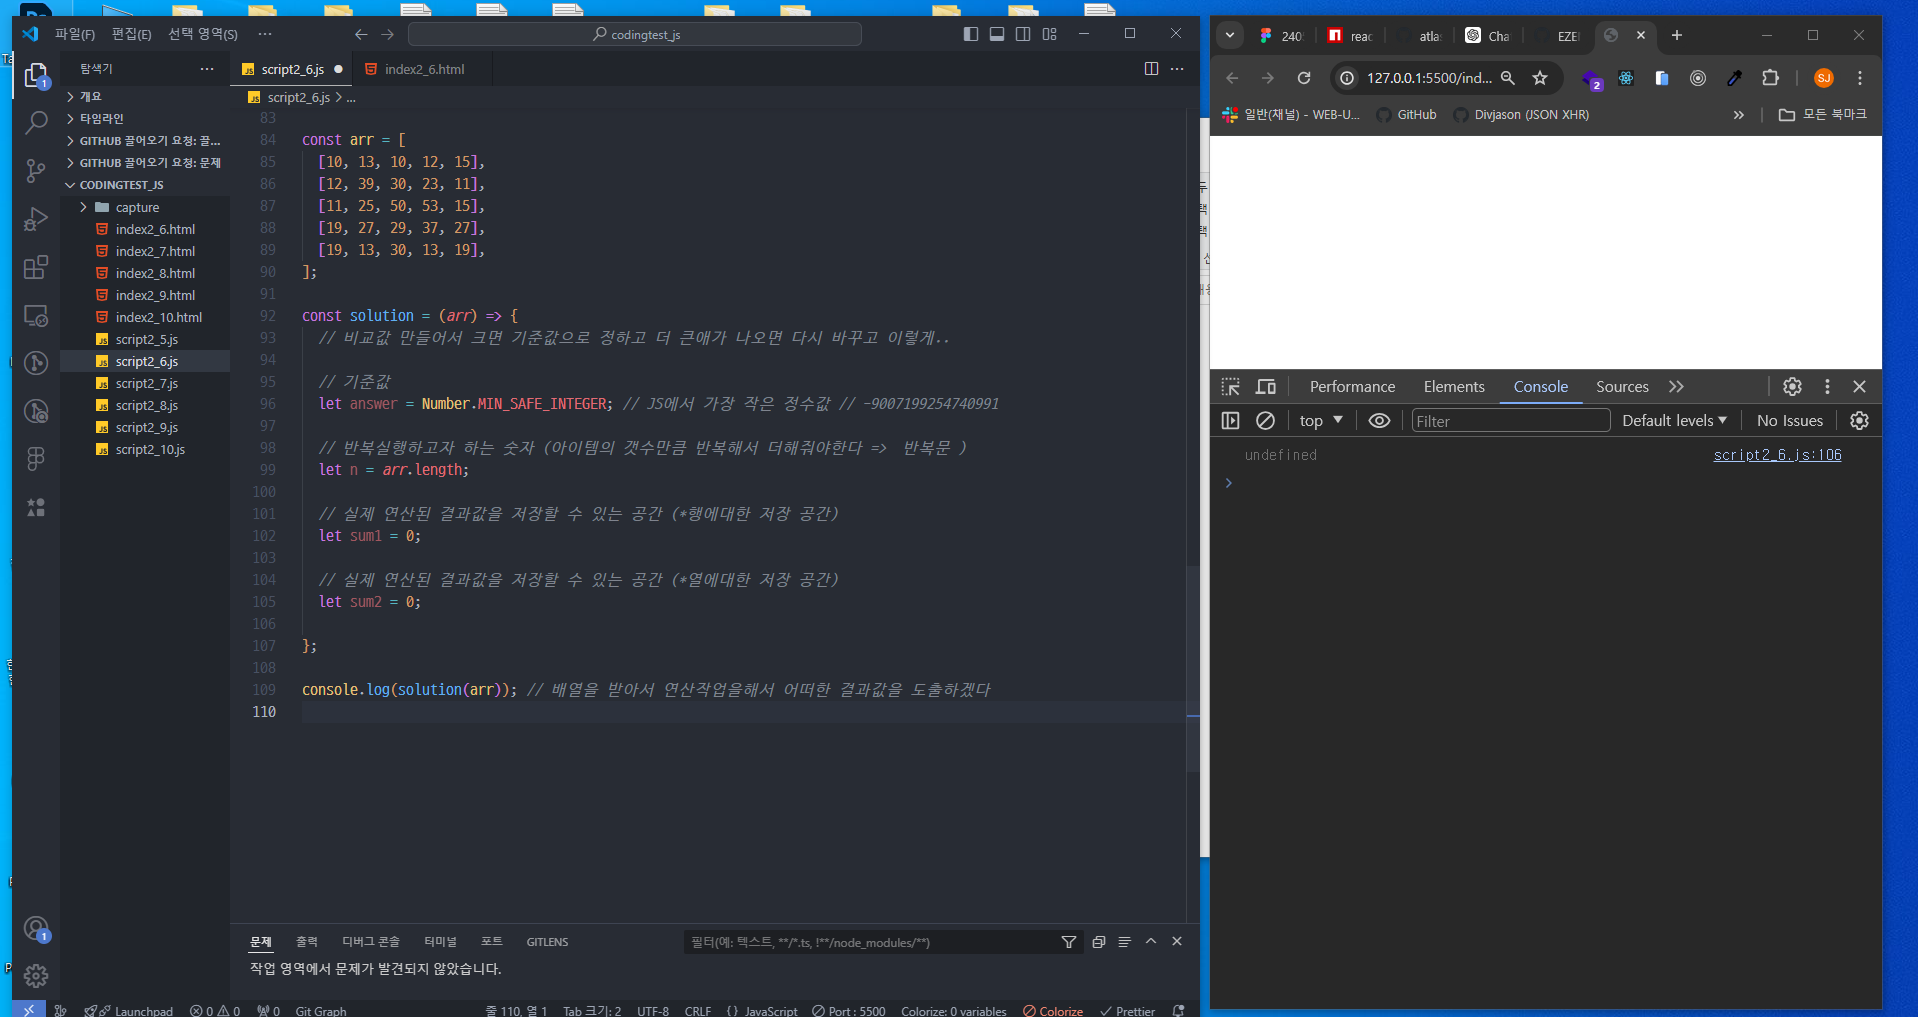 파일(F) 편집(E) 선택 영역(S) ···
codingtest_js
탐색기 ···
개요
타임라인
GITHUB 끌어오기 요청: 끌...
GITHUB 끌어오기 요청: 문제
CODINGTEST_JS
capture
index2_6.html
index2_7.html
index2_8.html
index2_9.html
index2_10.html
script2_5.js
script2_6.js
script2_7.js
script2_8.js
script2_9.js
script2_10.js
script2_6.js ● index2_6.html
script2_6.js > ...
83
84 const arr = [
85 [10, 13, 10, 12, 15],
86 [12, 39, 30, 23, 11],
87 [11, 25, 50, 53, 15],
88 [19, 27, 29, 37, 27],
89 [19, 13, 30, 13, 19],
90 ];
91
92 const solution = (arr) => {
93 // 비교값 만들어서 크면 기준값으로 정하고 더 큰애가 나오면 다시 바꾸고 이렇게..
94
95 // 기준값
96 let answer = Number.MIN_SAFE_INTEGER; // JS에서 가장 작은 정수값 // -9007199254740991
97
98 // 반복실행하고자 하는 숫자 (아이템의 갯수만큼 반복해서 더해줘야한다 => 반복문 )
99 let n = arr.length;
100
101 // 실제 연산된 결과값을 저장할 수 있는 공간 (*행에대한 저장 공간)
102 let sum1 = 0;
103
104 // 실제 연산된 결과값을 저장할 수 있는 공간 (*열에대한 저장 공간)
105 let sum2 = 0;
106
107 };
108
109 console.log(solution(arr)); // 배열을 받아서 연산작업을해서 어떠한 결과값을 도출하겠다
110
문제 출력 디버그 콘솔 터미널 포트 GITLENS
필터(예: 텍스트, **/*.ts, !**/node_modules/**)
작업 영역에서 문제가 발견되지 않았습니다.
Launchpad 0 0 0 Git Graph 줄 110, 열 1 Tab 크기: 2 UTF-8 CRLF {} JavaScript Port : 5500 Colorize: 0 variables Colorize Prettier
240 reac atla Cha EZE
127.0.0.1:5500/ind... 2 SJ
일반(채널) - WEB-U... GitHub Divjason (JSON XHR) » 모든 북마크
Performance Elements Console Sources
top Filter Default levels No Issues
undefined script2_6.js:106